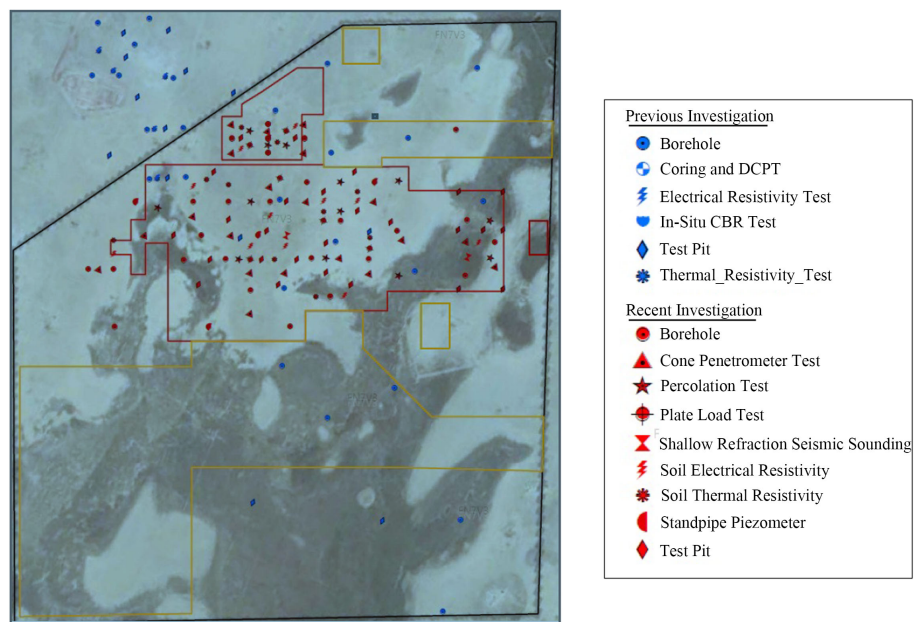 FN7V3
FN7V3
Previous Investigation
Borehole
Coring and DCPT
Electrical Resistivity Test
In-Situ CBR Test
Test Pit
Thermal_Resistivity_Test
Recent Investigation
Borehole
Cone Penetrometer Test
Percolation Test
Plate Load Test
Shallow Refraction Seismic Sounding
Soil Electrical Resistivity
Soil Thermal Resistivity
Standpipe Piezometer
Test Pit